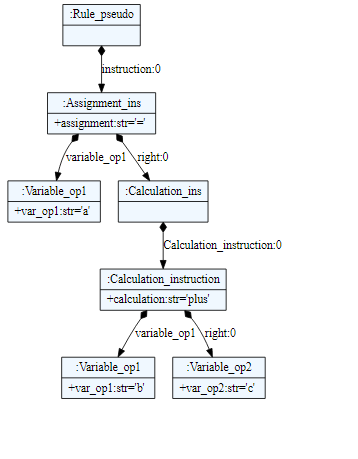 :Rule_pseudo
instruction:0
:Assignment_ins
+assignment:str='='
variable_op1
right:0
:Variable_op1
+var_op1:str='a'
:Calculation_ins
Calculation_instruction:0
:Calculation_instruction
+calculation:str='plus'
variable_op1
right:0
:Variable_op1
+var_op1:str='b'
:Variable_op2
+var_op2:str='c'